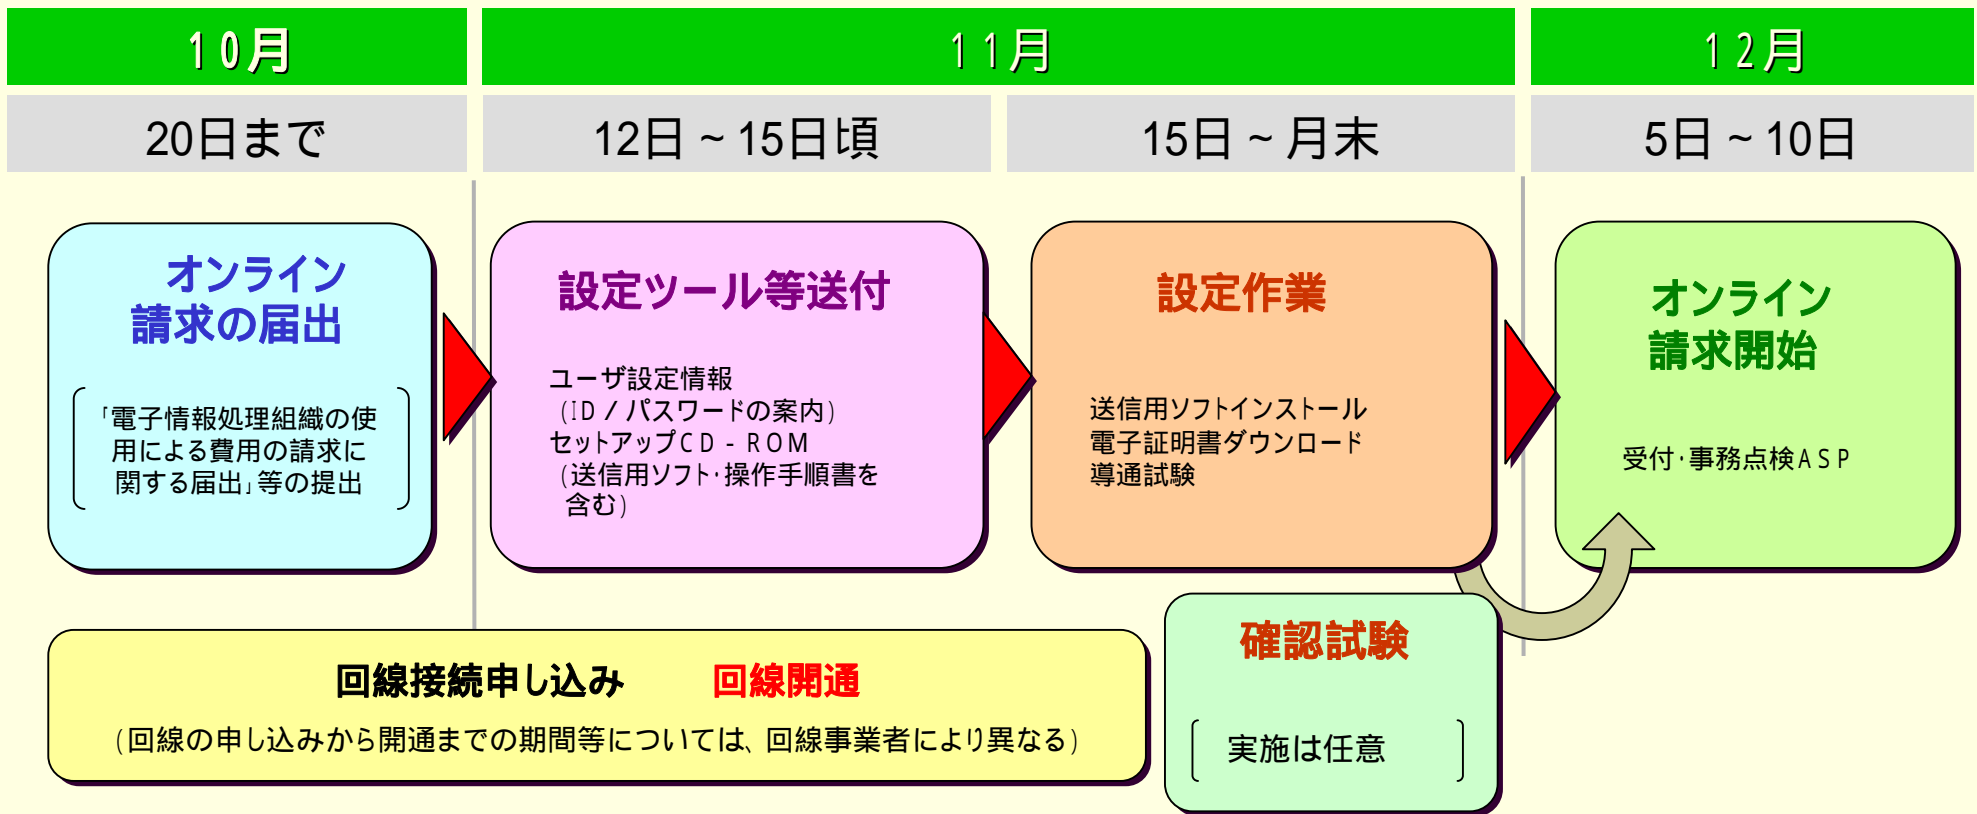 10月
11月
12月
20日まで
12日~15日頃
15日~月末
5日~10日
オンライン
請求の届出
「電子情報処理組織の使
用による費用の請求に
関する届出」等の提出
設定ツール等送付
ユーザ設定情報
(ID/パスワードの案内)
セットアップCD-ROM
(送信用ソフト・操作手順書を
含む)
設定作業
送信用ソフトインストール
電子証明書ダウンロード
導通試験
オンライン
請求開始
受付・事務点検ASP
回線接続申し込み 回線開通
(回線の申し込みから開通までの期間等については、回線事業者により異なる)
確認試験
実施は任意